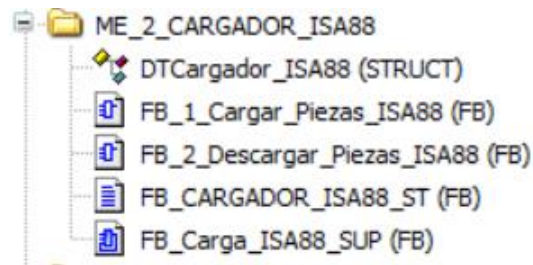 ME_2_CARGADOR_ISA88
DTCargador_ISA88 (STRUCT)
FB_1_Cargar_Piezas_ISA88 (FB)
FB_2_Descargar_Piezas_ISA88 (FB)
FB_CARGADOR_ISA88_ST (FB)
FB_Carga_ISA88_SUP (FB)